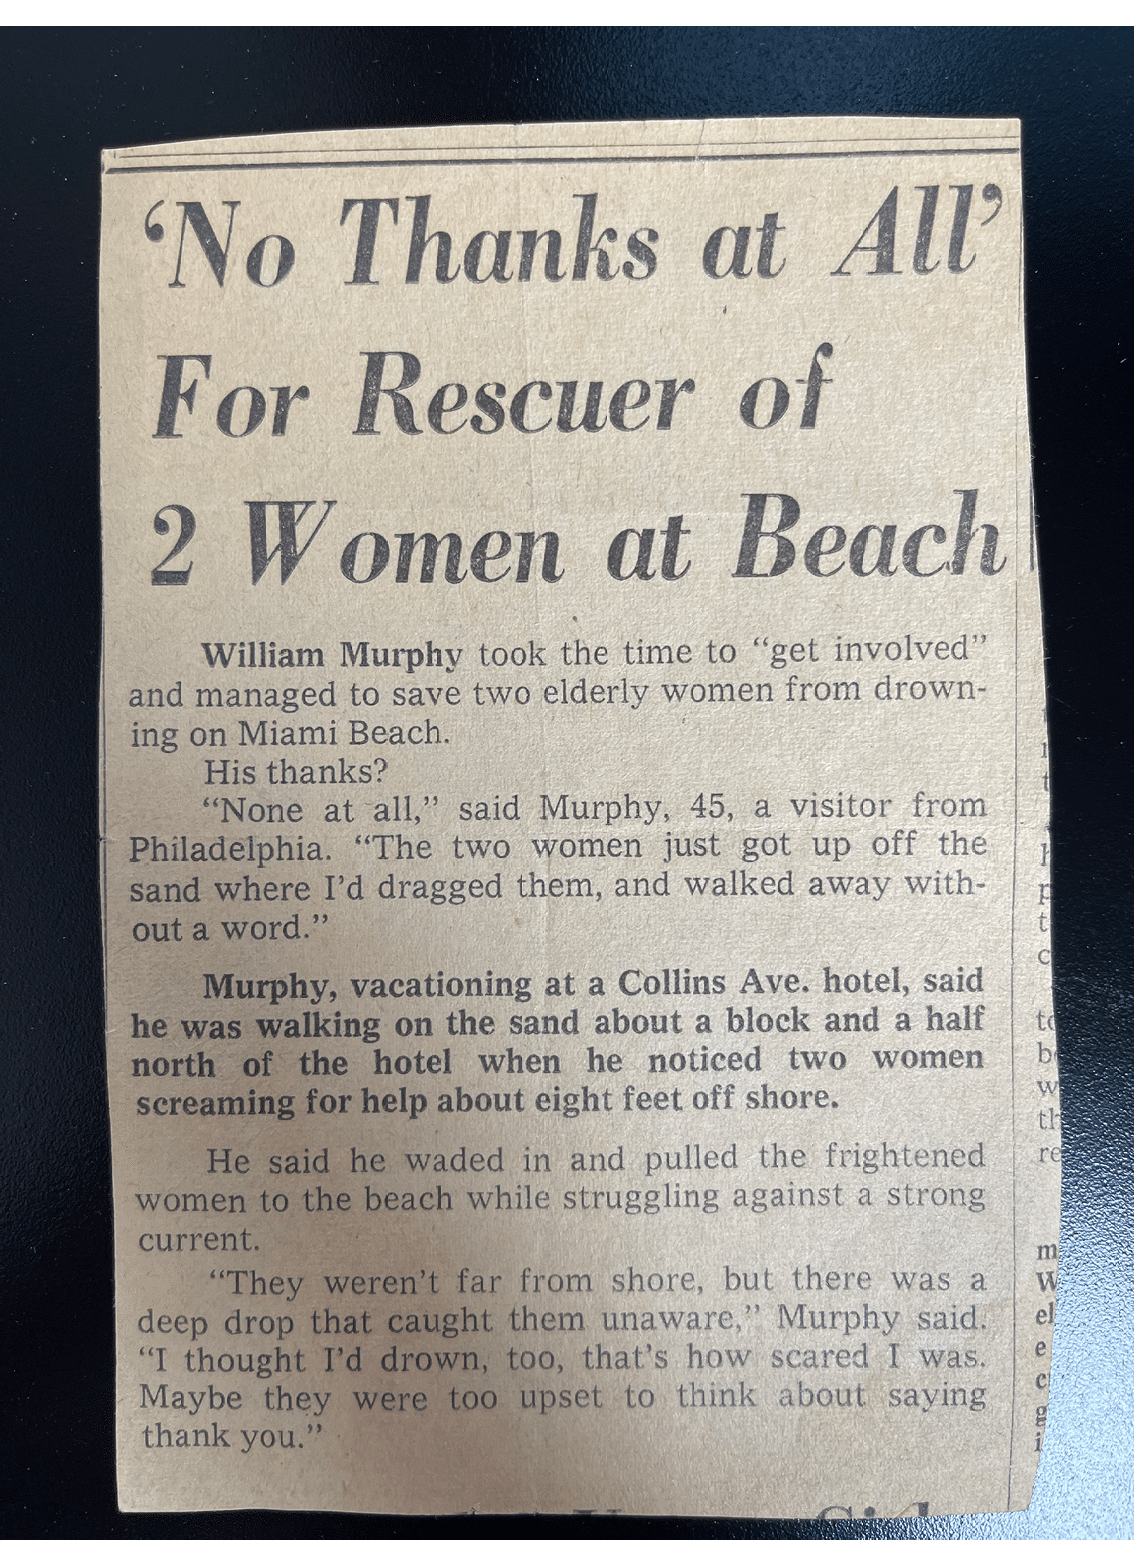 ‘No Thanks at All’
For Rescuer of
2 Women at Beach
William Murphy took the time to “get involved”
and managed to save two elderly women from drown-
ing on Miami Beach.
His thanks?
“None at all,” said Murphy, 45, a visitor from
Philadelphia. “The two women just got up off the
sand where I’d dragged them, and walked away with-
out a word.”
Murphy, vacationing at a Collins Ave. hotel, said
he was walking on the sand about a block and a half
north of the hotel when he noticed two women
screaming for help about eight feet off shore.
He said he waded in and pulled the frightened
women to the beach while struggling against a strong
current.
“They weren’t far from shore, but there was a
deep drop that caught them unaware,” Murphy said.
“I thought I’d drown, too, that’s how scared I was.
Maybe they were too upset to think about saying
thank you.”